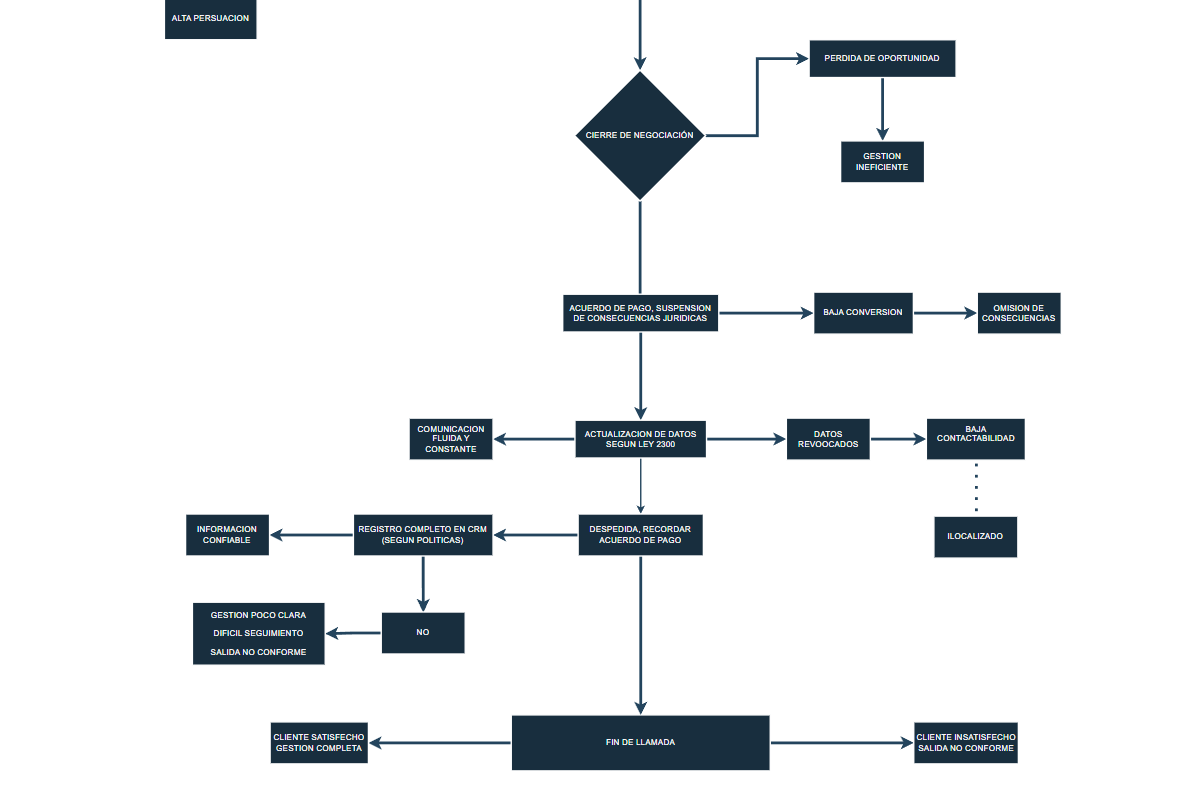 ALTA PERSUACION
PERDIDA DE OPORTUNIDAD
CIERRE DE NEGOCIACIÓN
GESTION
INEFICIENTE
ACUERDO DE PAGO, SUSPENSION
DE CONSECUENCIAS JURIDICAS
BAJA CONVERSION
OMISION DE
CONSECUENCIAS
COMUNICACION
FLUIDA Y
CONSTANTE
ACTUALIZACION DE DATOS
SEGUN LEY 2300
DATOS
REVOOCADOS
BAJA
CONTACTABILIDAD
INFORMACION
CONFIABLE
REGISTRO COMPLETO EN CRM
(SEGUN POLITICAS)
DESPEDIDA, RECORDAR
ACUERDO DE PAGO
ILOCALIZADO
GESTION POCO CLARA
DIFICIL SEGUIMIENTO
SALIDA NO CONFORME
NO
CLIENTE SATISFECHO
GESTION COMPLETA
FIN DE LLAMADA
CLIENTE INSATISFECHO
SALIDA NO CONFORME